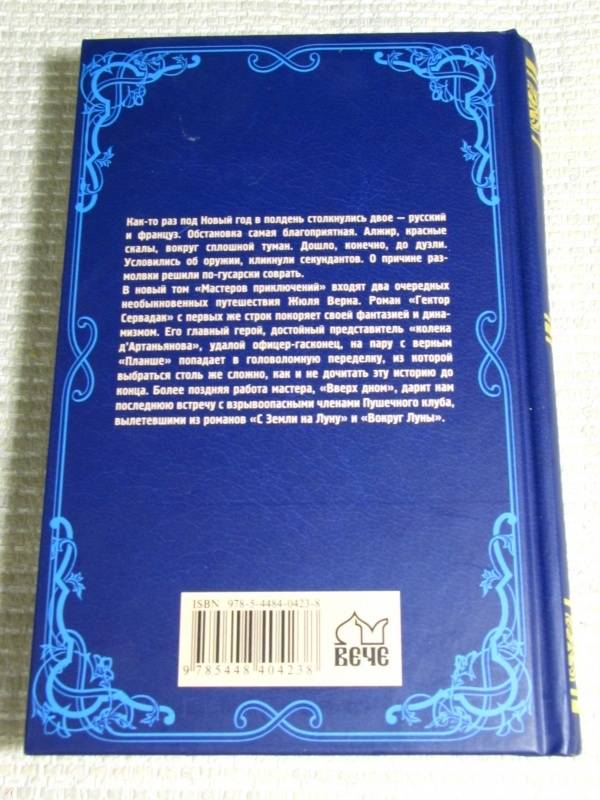 Как-то раз под Новый год в полдень столкнулись двое — русский
и француз. Обстановка самая благоприятная. Алжир, красные
скалы, вокруг сплошной туман. Дошло, конечно, до дуэли.
Условились об оружии, кликнули секундантов. О причине раз-
молвки решили по-гусарски соврать.
В новый том «Мастеров приключений» входят два очередных
необыкновенных путешествия Жюля Верна. Роман «Гектор
Сервадак» с первых же строк покоряет своей фантазией и дина-
мизмом. Его главный герой, достойный представитель «колена
д’Артаньянова», удалой офицер-гасконец, на пару с верным
«Планше» попадает в головоломную переделку, из которой
выбраться столь же сложно, как и не дочитать эту историю до
конца. Более поздняя работа мастера, «Вверх дном», дарит нам
последнюю встречу с взрывоопасными членами Пушечного клуба,
вылетевшими из романов «С Земли на Луну» и «Вокруг Луны».
ISBN 978-5-4484-0423-8
9 785448 404238
ВЕЧЕ